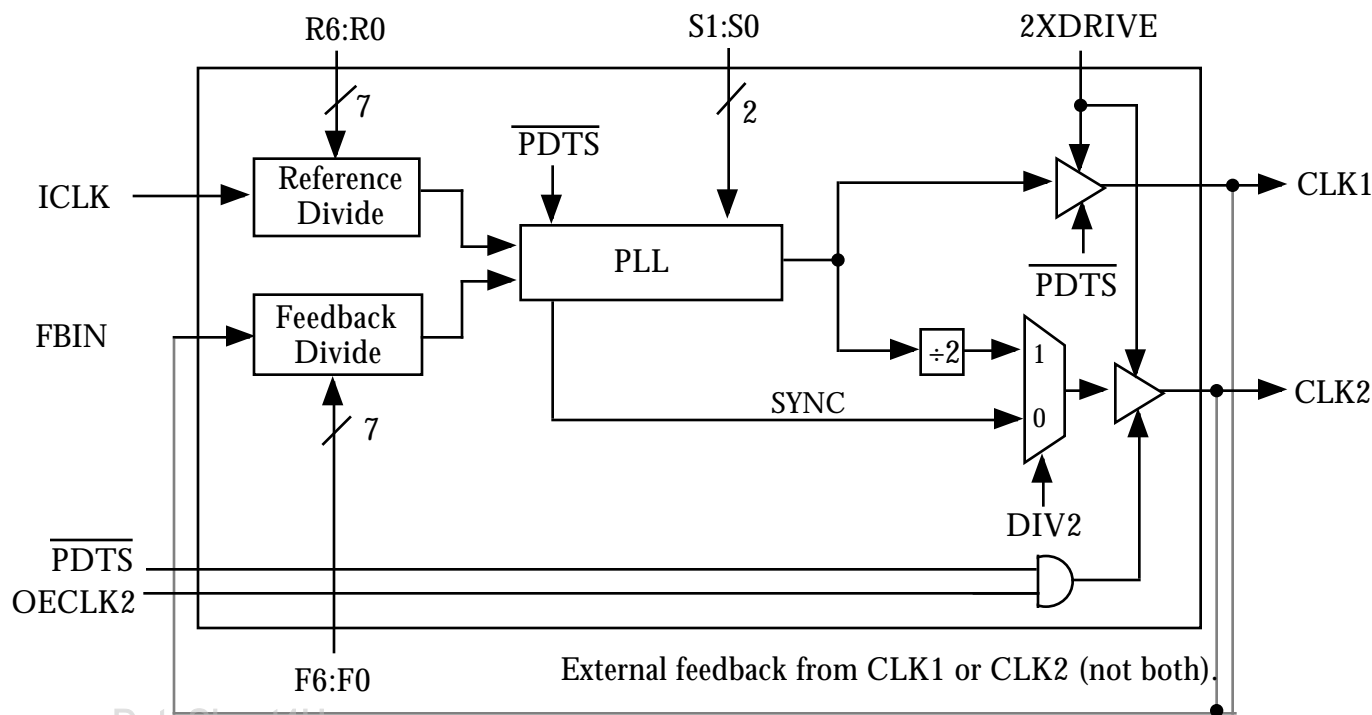 R6:R0
S1:S0
2XDRIVE
7
2
PDTS
ICLK
Reference
Divide
CLK1
PLL
PDTS
FBIN
Feedback
Divide
÷2
1
CLK2
SYNC
0
7
DIV2
PDTS
OECLK2
F6:F0
External feedback from CLK1 or CLK2 (not both).